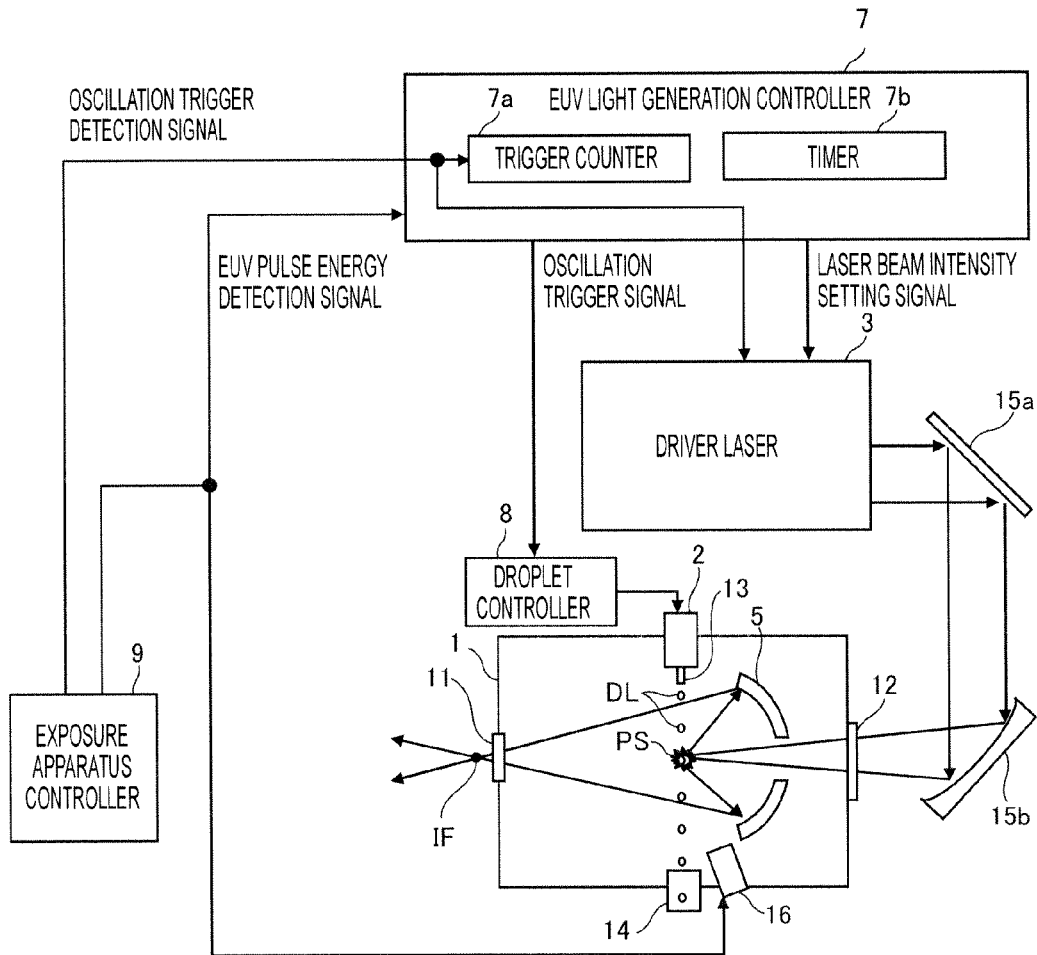 7
OSCILLATION TRIGGER
DETECTION SIGNAL
EUV LIGHT GENERATION CONTROLLER
7a
7b
TRIGGER COUNTER
TIMER
EUV PULSE ENERGY
DETECTION SIGNAL
OSCILLATION
TRIGGER SIGNAL
LASER BEAM INTENSITY
SETTING SIGNAL
3
15a
DRIVER LASER
8
DROPLET
CONTROLLER
2
13
5
1
11
DL
12
9
PS
EXPOSURE
APPARATUS
CONTROLLER
IF
15b
14
16